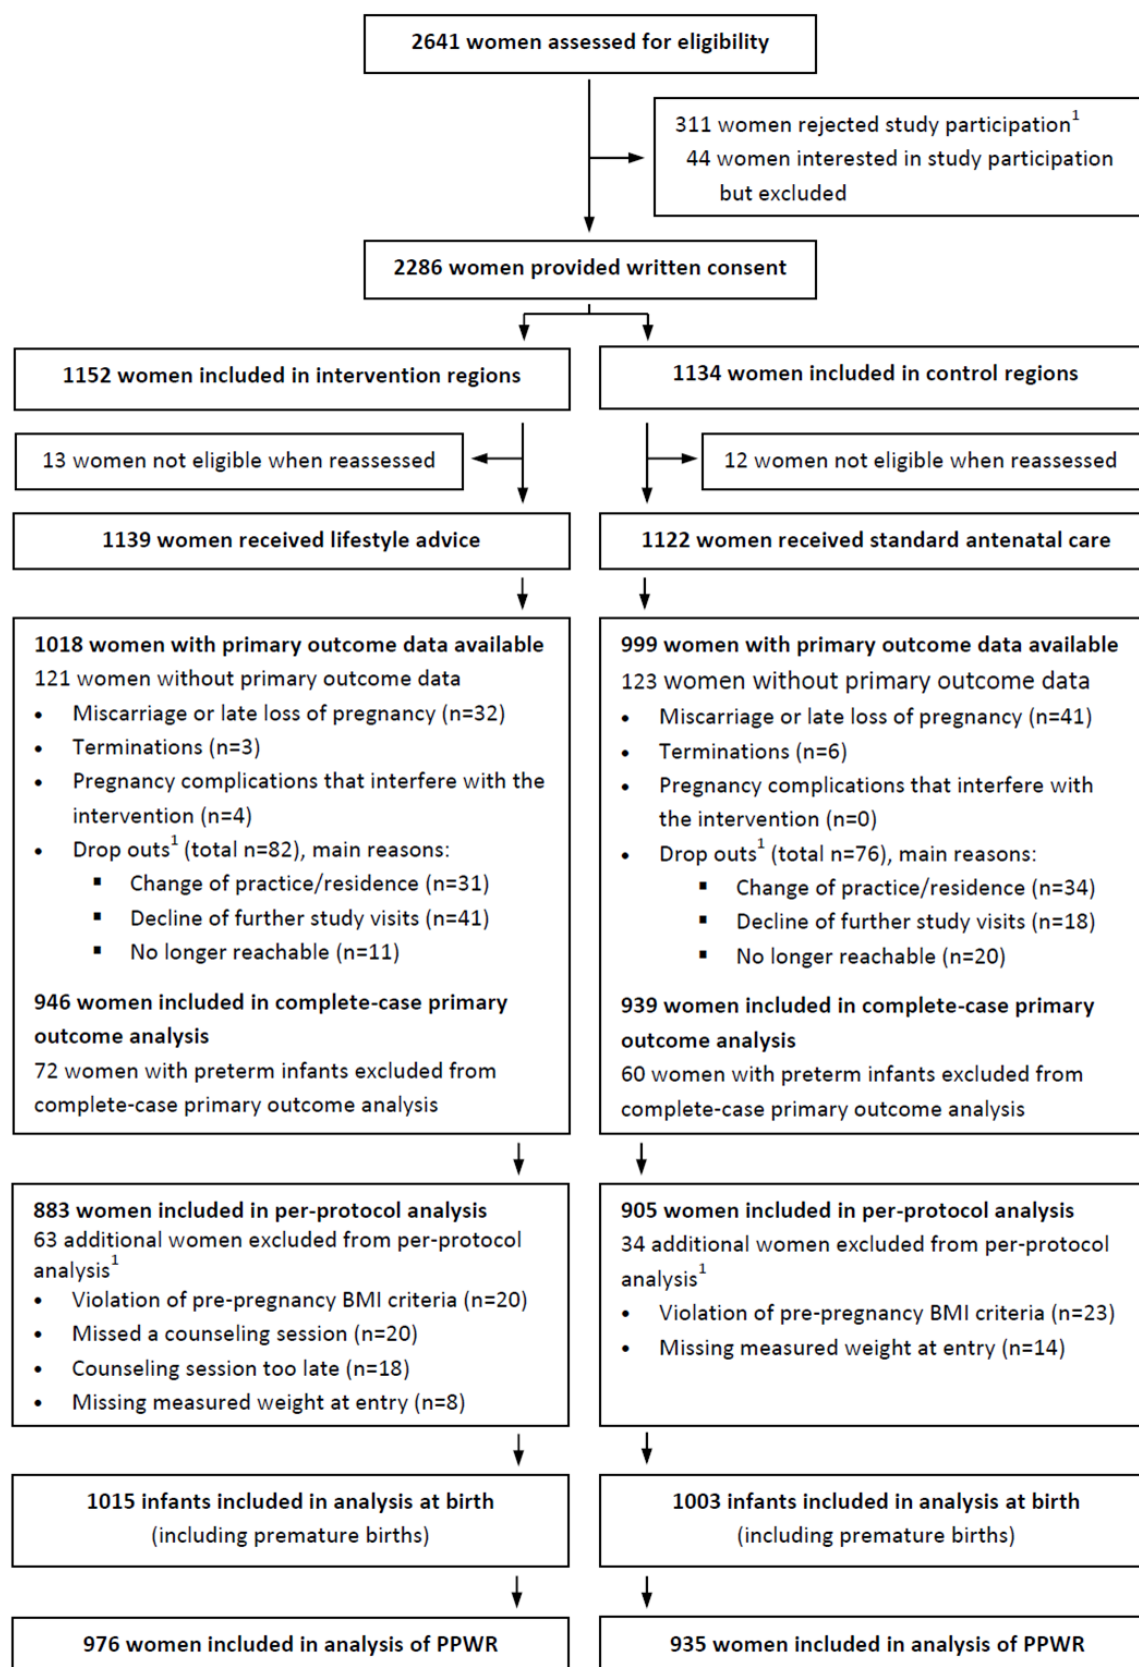 2641 women assessed for eligibility
311 women rejected study participation1
44 women interested in study participation
but excluded
2286 women provided written consent
1152 women included in intervention regions
1134 women included in control regions
13 women not eligible when reassessed
12 women not eligible when reassessed
1139 women received lifestyle advice
1122 women received standard antenatal care
1018 women with primary outcome data available
121 women without primary outcome data
• Miscarriage or late loss of pregnancy (n=32)
• Terminations (n=3)
• Pregnancy complications that interfere with the
intervention (n=4)
• Drop outs1 (total n=82), main reasons:
▪ Change of practice/residence (n=31)
▪ Decline of further study visits (n=41)
▪ No longer reachable (n=11)
946 women included in complete-case primary
outcome analysis
72 women with preterm infants excluded from
complete-case primary outcome analysis
999 women with primary outcome data available
123 women without primary outcome data
• Miscarriage or late loss of pregnancy (n=41)
• Terminations (n=6)
• Pregnancy complications that interfere with
the intervention (n=0)
• Drop outs1 (total n=76), main reasons:
▪ Change of practice/residence (n=34)
▪ Decline of further study visits (n=18)
▪ No longer reachable (n=20)
939 women included in complete-case primary
outcome analysis
60 women with preterm infants excluded from
complete-case primary outcome analysis
883 women included in per-protocol analysis
63 additional women excluded from per-protocol
analysis1
• Violation of pre-pregnancy BMI criteria (n=20)
• Missed a counseling session (n=20)
• Counseling session too late (n=18)
• Missing measured weight at entry (n=8)
905 women included in per-protocol analysis
34 additional women excluded from per-protocol
analysis1
• Violation of pre-pregnancy BMI criteria (n=23)
• Missing measured weight at entry (n=14)
1015 infants included in analysis at birth
(including premature births)
1003 infants included in analysis at birth
(including premature births)
976 women included in analysis of PPWR
935 women included in analysis of PPWR